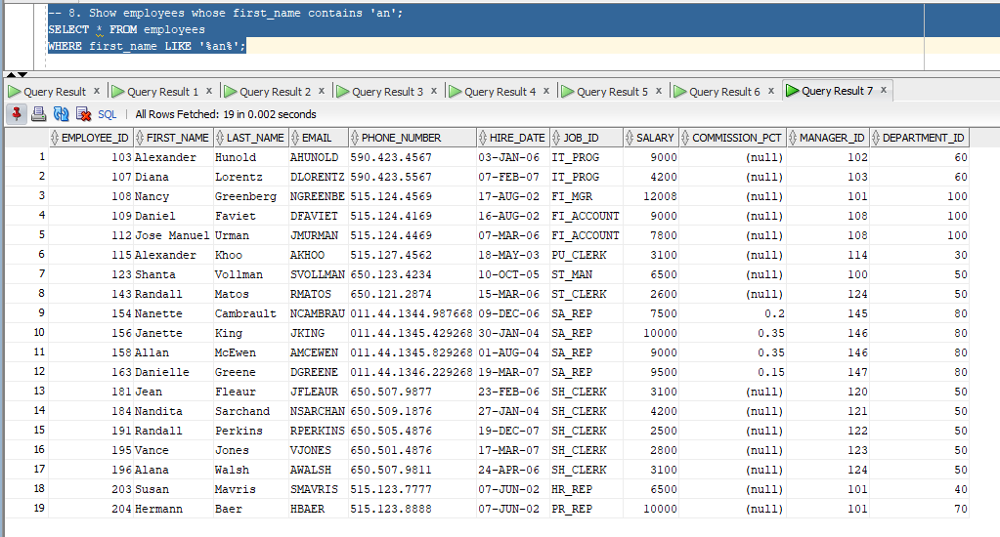 -- 8. Show employees whose first_name contains 'an';
SELECT * FROM employees
WHERE first_name LIKE '%an%';
Query Result x Query Result 1 x Query Result 2 x Query Result 3 x Query Result 4 x Query Result 5 x Query Result 6 x Query Result 7 x
SQL | All Rows Fetched: 19 in 0.002 seconds
EMPLOYEE_ID FIRST_NAME LAST_NAME EMAIL PHONE_NUMBER HIRE_DATE JOB_ID SALARY COMMISSION_PCT MANAGER_ID DEPARTMENT_ID
1 103 Alexander Hunold AHUNOLD 590.423.4567 03-JAN-06 IT_PROG 9000 (null) 102 60
2 107 Diana Lorentz DLORENTZ 590.423.5567 07-FEB-07 IT_PROG 4200 (null) 103 60
3 108 Nancy Greenberg NGREENBE 515.124.4569 17-AUG-02 FI_MGR 12008 (null) 101 100
4 109 Daniel Faviet DFAVIET 515.124.4169 16-AUG-02 FI_ACCOUNT 9000 (null) 108 100
5 112 Jose Manuel Urman JMURMAN 515.124.4469 07-MAR-06 FI_ACCOUNT 7800 (null) 108 100
6 115 Alexander Khoo AKHOO 515.127.4562 18-MAY-03 PU_CLERK 3100 (null) 114 30
7 123 Shanta Vollman SVOLLMAN 650.123.4234 10-OCT-05 ST_MAN 6500 (null) 100 50
8 143 Randall Matos RMATOS 650.121.2874 15-MAR-06 ST_CLERK 2600 (null) 124 50
9 154 Nanette Cambrault NCAMBRAU 011.44.1344.987668 09-DEC-06 SA_REP 7500 0.2 145 80
10 156 Janette King JKING 011.44.1345.429268 30-JAN-04 SA_REP 10000 0.35 146 80
11 158 Allan McEwen AMCEWEN 011.44.1345.829268 01-AUG-04 SA_REP 9000 0.35 146 80
12 163 Danielle Greene DGREENE 011.44.1346.229268 19-MAR-07 SA_REP 9500 0.15 147 80
13 181 Jean Fleaur JFLEAUR 650.507.9877 23-FEB-06 SH_CLERK 3100 (null) 120 50
14 184 Nandita Sarchand NSARCHAN 650.509.1876 27-JAN-04 SH_CLERK 4200 (null) 121 50
15 191 Randall Perkins RPERKINS 650.505.4876 19-DEC-07 SH_CLERK 2500 (null) 122 50
16 195 Vance Jones VJONES 650.501.4876 17-MAR-07 SH_CLERK 2800 (null) 123 50
17 196 Alana Walsh AWALSH 650.507.9811 24-APR-06 SH_CLERK 3100 (null) 124 50
18 203 Susan Mavris SMAVRIS 515.123.7777 07-JUN-02 HR_REP 6500 (null) 101 40
19 204 Hermann Baer HBAER 515.123.8888 07-JUN-02 PR_REP 10000 (null) 101 70